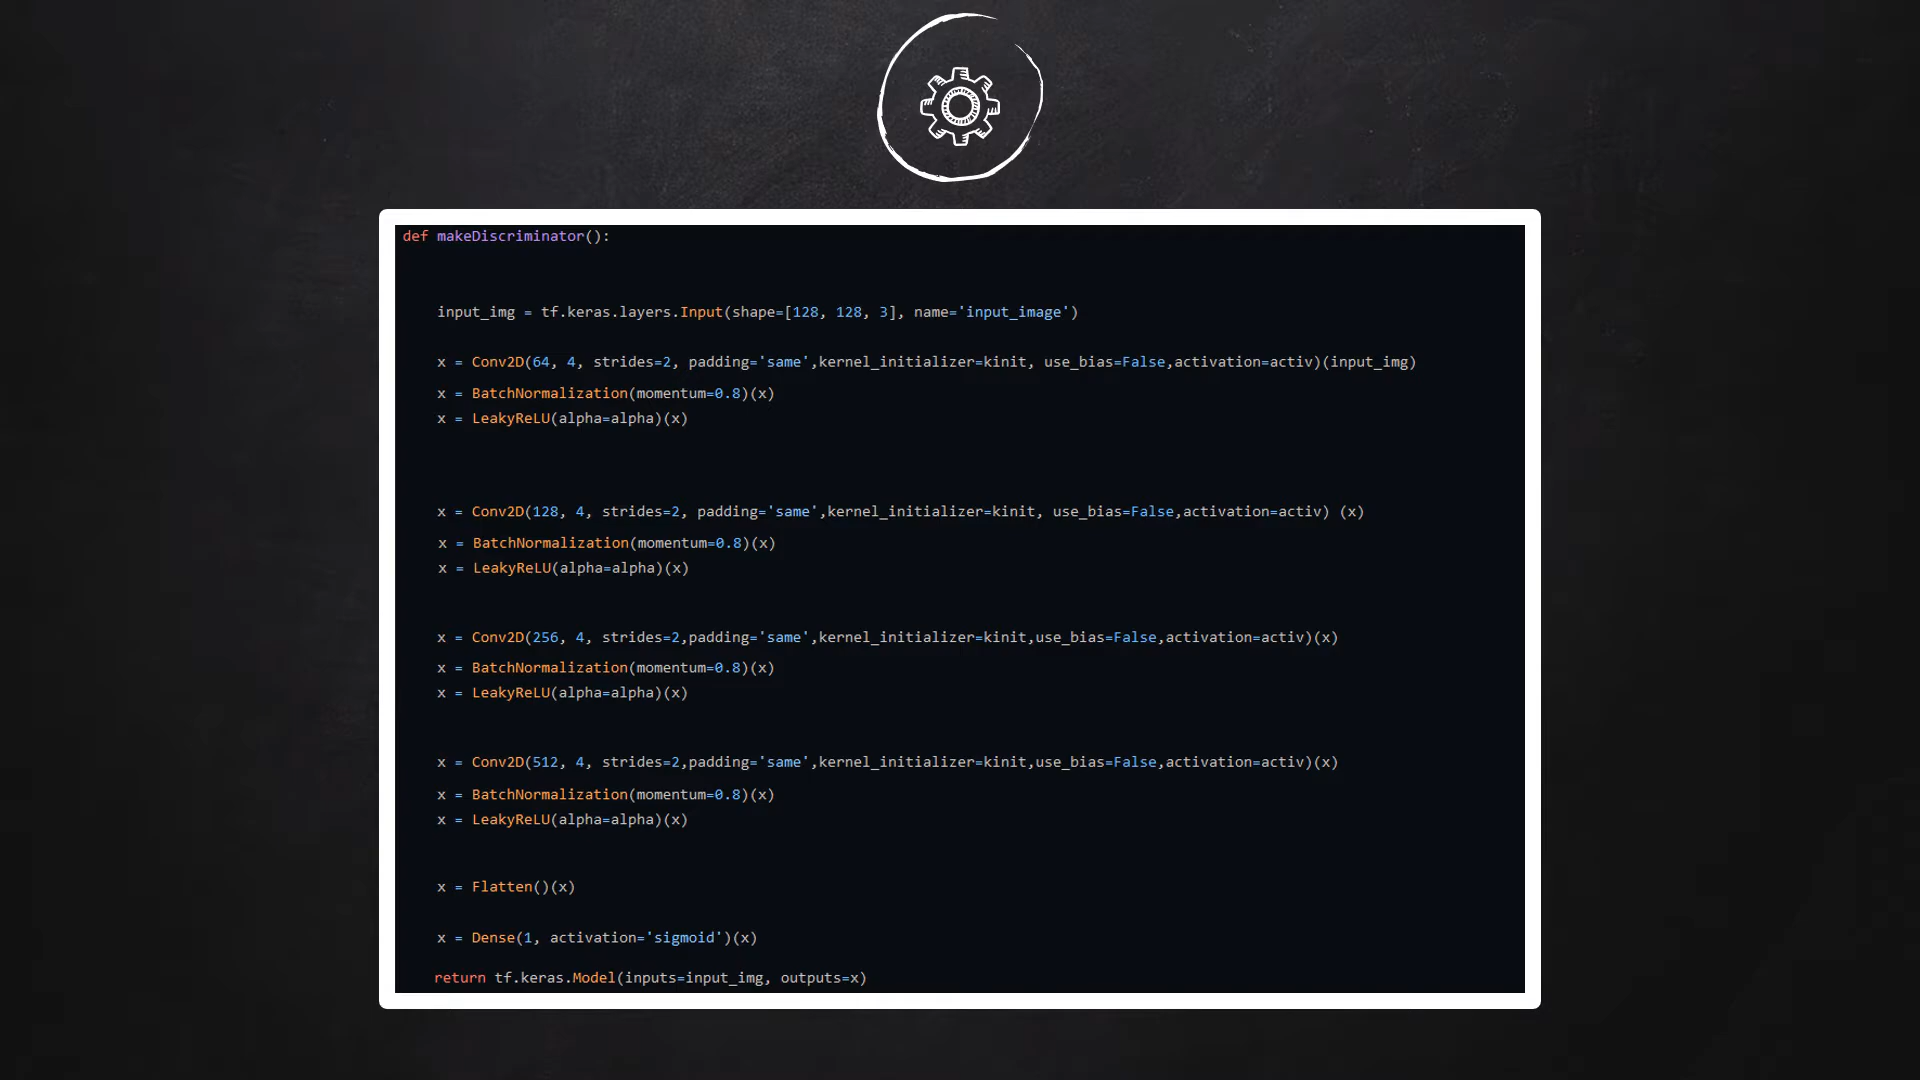 def makeDiscriminator():
input_img = tf.keras.layers.Input(shape=[128, 128, 3], name='input_image')
x = Conv2D(64, 4, strides=2, padding='same',kernel_initializer=kinit, use_bias=False,activation=activ)(input_img)
x = BatchNormalization(momentum=0.8)(x)
x = LeakyReLU(alpha=alpha)(x)
x = Conv2D(128, 4, strides=2, padding='same',kernel_initializer=kinit, use_bias=False,activation=activ) (x)
x = BatchNormalization(momentum=0.8)(x)
x = LeakyReLU(alpha=alpha)(x)
x = Conv2D(256, 4, strides=2,padding='same',kernel_initializer=kinit,use_bias=False,activation=activ)(x)
x = BatchNormalization(momentum=0.8)(x)
x = LeakyReLU(alpha=alpha)(x)
x = Conv2D(512, 4, strides=2,padding='same',kernel_initializer=kinit,use_bias=False,activation=activ)(x)
x = BatchNormalization(momentum=0.8)(x)
x = LeakyReLU(alpha=alpha)(x)
x = Flatten()(x)
x = Dense(1, activation='sigmoid')(x)
return tf.keras.Model(inputs=input_img, outputs=x)